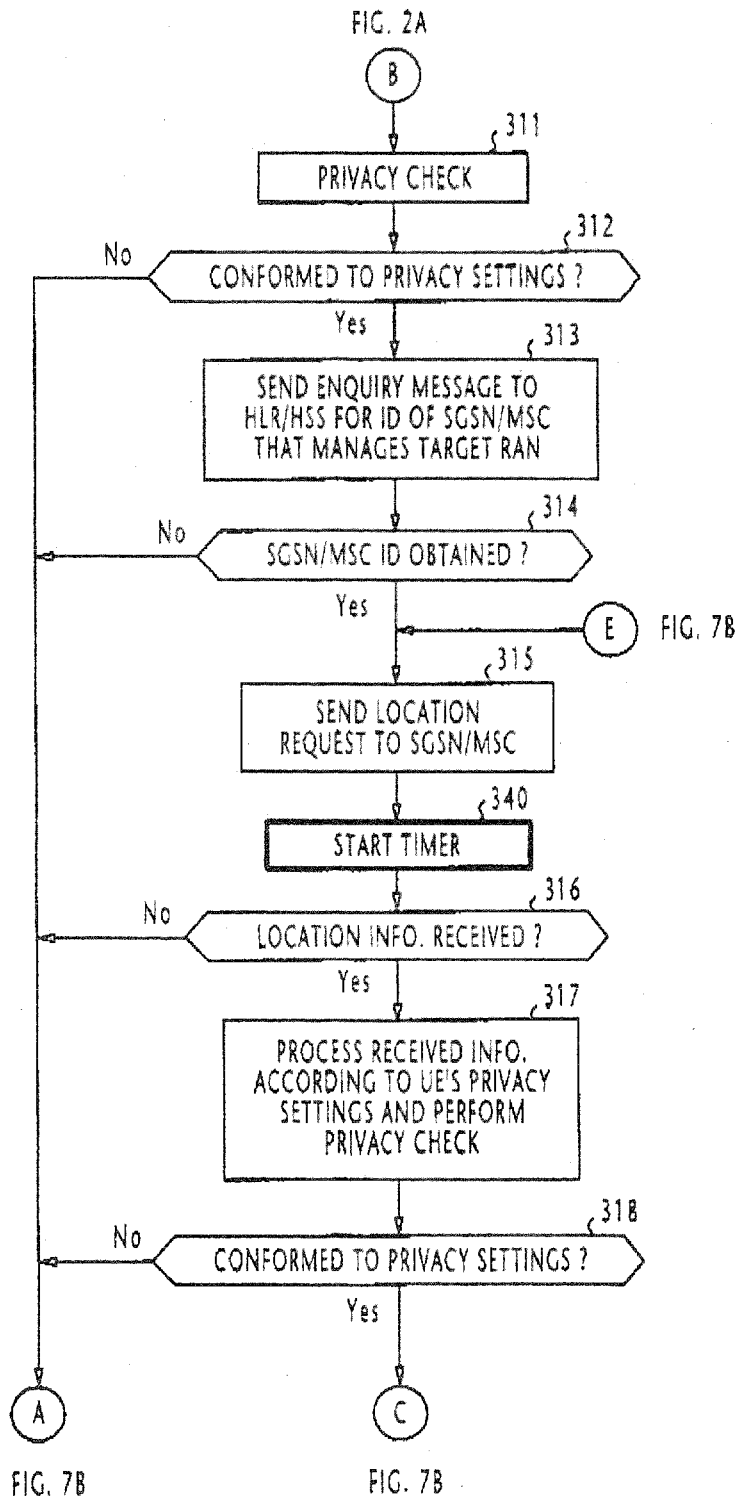 FIG. 2A
B
311
PRIVACY CHECK
312
No
CONFORMED TO PRIVACY SETTINGS ?
Yes
313
SEND ENQUIRY MESSAGE TO
HLR/HSS FOR ID OF SGSN/MSC
THAT MANAGES TARGET RAN
314
No
SGSN/MSC ID OBTAINED ?
Yes
E
FIG. 7B
315
SEND LOCATION
REQUEST TO SGSN/MSC
340
START TIMER
316
No
LOCATION INFO. RECEIVED ?
Yes
317
PROCESS RECEIVED INFO.
ACCORDING TO UE'S PRIVACY
SETTINGS AND PERFORM
PRIVACY CHECK
318
No
CONFORMED TO PRIVACY SETTINGS ?
Yes
A
C
FIG. 7B
FIG. 7B